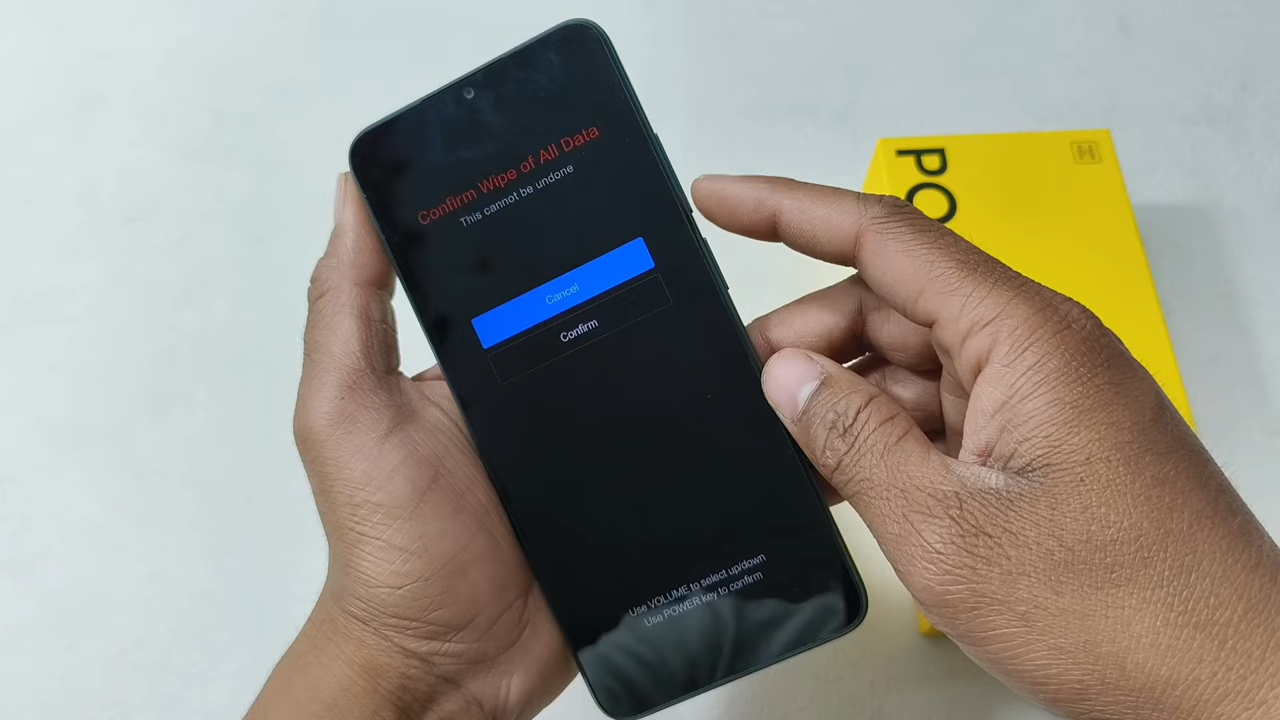 Confirm Wipe of All Data
This cannot be undone
Cancel
Confirm
Use VOLUME to select up/down
Use POWER key to confirm
PO